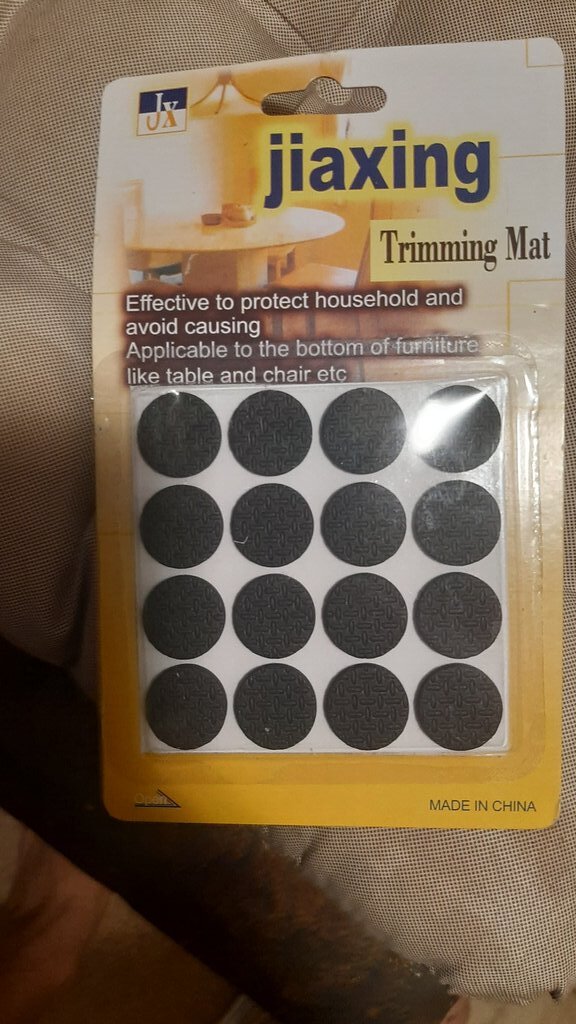 Jx
jiaxing
Trimming Mat
Effective to protect household and
avoid causing
Applicable to the bottom of furniture
like table and chair etc
Open
MADE IN CHINA